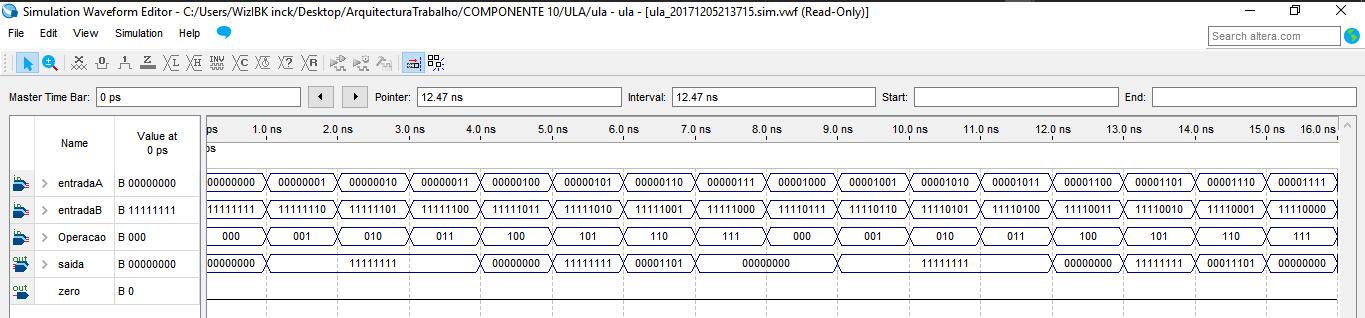 Simulation Waveform Editor - C:/Users/WizlBK inck/Desktop/ArquitecturaTrabalho/COMPONENTE 10/ULA/ula - ula - [ula_20171205213715.sim.vwf (Read-Only)]
File Edit View Simulation Help
Search altera.com
Master Time Bar: 0 ps Pointer: 12.47 ns Interval: 12.47 ns Start: End:
Name Value at 0 ps
ps 1.0 ns 2.0 ns 3.0 ns 4.0 ns 5.0 ns 6.0 ns 7.0 ns 8.0 ns 9.0 ns 10.0 ns 11.0 ns 12.0 ns 13.0 ns 14.0 ns 15.0 ns 16.0 ns
ps
entradaA B 00000000 00000000 00000001 00000010 00000011 00000100 00000101 00000110 00000111 00001000 00001001 00001010 00001011 00001100 00001101 00001110 00001111
entradaB B 11111111 11111111 11111110 11111101 11111100 11111011 11111010 11111001 11111000 11110111 11110110 11110101 11110100 11110011 11110010 11110001 11110000
Operacao B 000 000 001 010 011 100 101 110 111 000 001 010 011 100 101 110 111
saida B 00000000 00000000 11111111 00000000 11111111 00001101 00000000 11111111 00000000 11111111 00011101 00000000
zero B 0